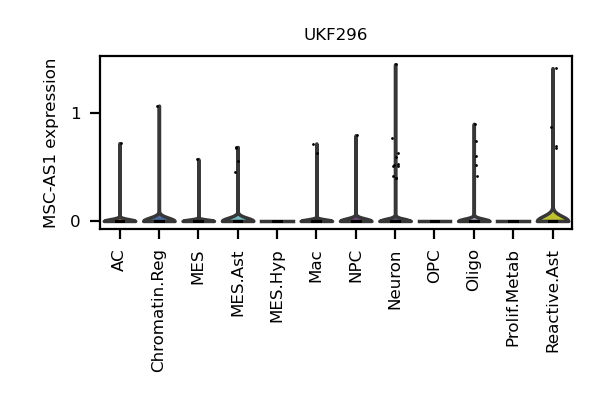 UKF296
MSC-AS1 expression
1
0
AC
Chromatin.Reg
MES
MES.Ast
MES.Hyp
Mac
NPC
Neuron
OPC
Oligo
Prolif.Metab
Reactive.Ast